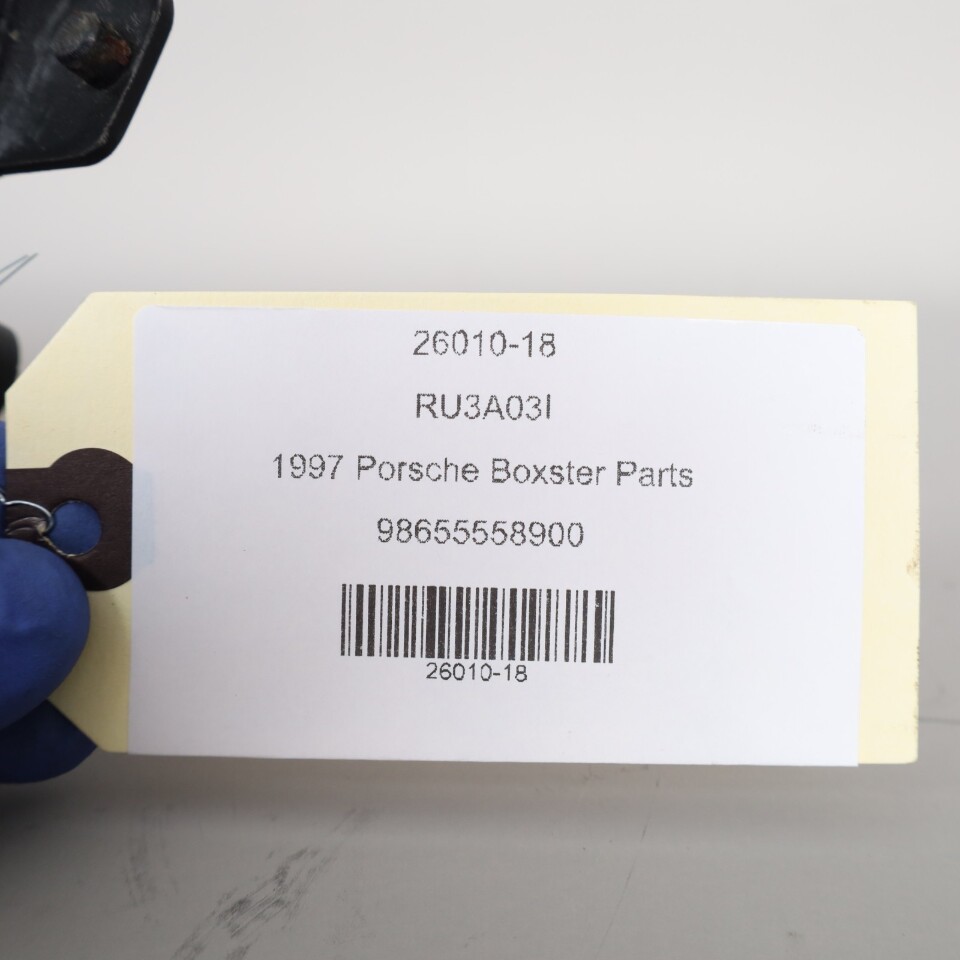 26010-18
RU3A03I
1997 Porsche Boxster Parts
98655558900
26010-18